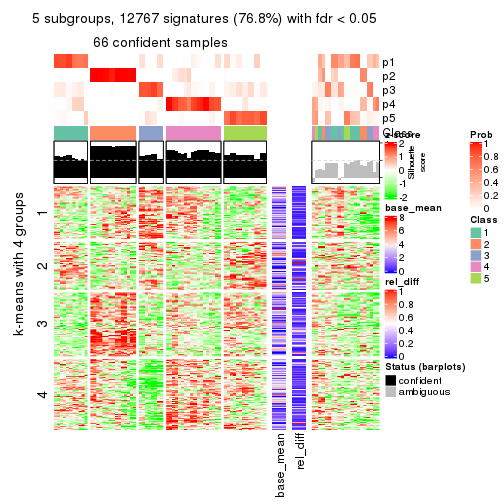 5 subgroups, 12767 signatures (76.8%) with fdr < 0.05
66 confident samples
p1
p2
p3
p4
p5
Class
z-score
2
1
0
-1
-2
Silhouette
score
base_mean
8
6
4
2
0
rel_diff
1
0.8
0.6
0.4
0.2
0
Status (barplots)
confident
ambiguous
Prob
1
0.8
0.6
0.4
0.2
0
Class
1
2
3
4
5
k-means with 4 groups
1
2
3
4
base_mean
rel_diff